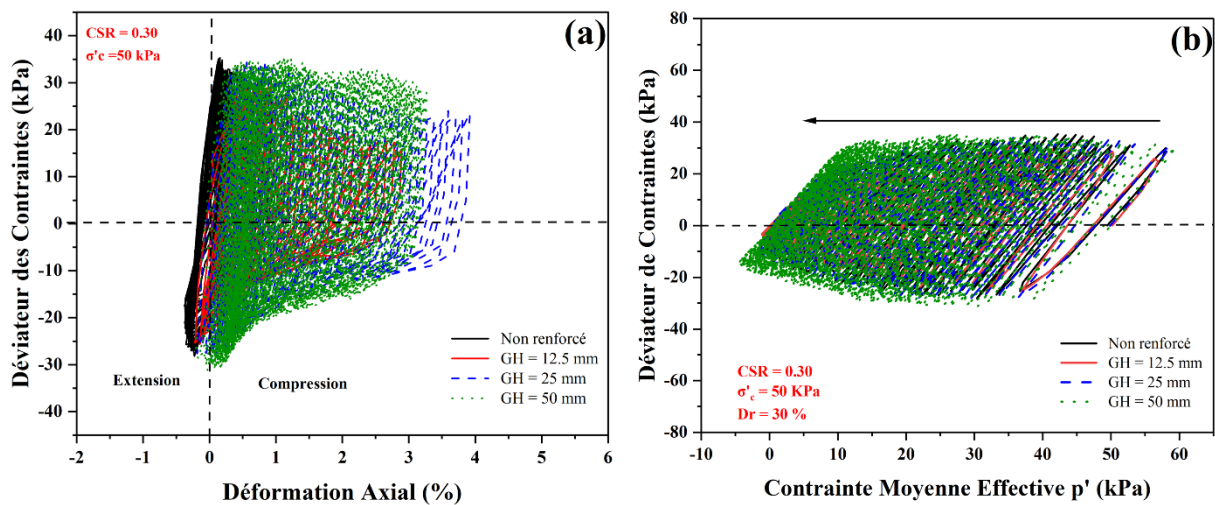 (a)
CSR = 0.30
σ'c =50 kPa
Déviateur des Contraintes (kPa)
40
30
20
10
0
-10
-20
-30
-40
Extension
Compression
Non renforcé
GH = 12.5 mm
GH = 25 mm
GH = 50 mm
-2
-1
0
1
2
3
4
5
6
Déformation Axial (%)
(b)
Déviateur de Contraintes (kPa)
80
60
40
20
0
-20
-40
-60
-80
CSR = 0.30
σ'c = 50 KPa
Dr = 30 %
Non renforcé
GH = 12.5 mm
GH = 25 mm
GH = 50 mm
-10
0
10
20
30
40
50
60
Contrainte Moyenne Effective p' (kPa)